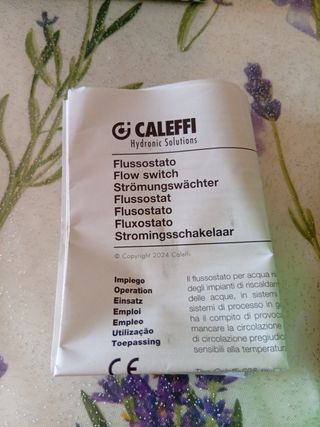 CALEFFI
Hydronic Solutions
Flussostato
Flow switch
Strömungswächter
Flussostat
Flusostato
Fluxostato
Stromingsschakelaar
© Copyright 2024 Caleffi
Impiego
Operation
Einsatz
Emploi
Empleo
Utilização
Toepassing
CE
Il flussostato per acqua
degli impianti di riscaldam
delle acque, in sistemi
sistemi di processo in g
ha il compito di provoc
mancare la circolazione
di circolazione pregiudic
sensibili alla temperatur